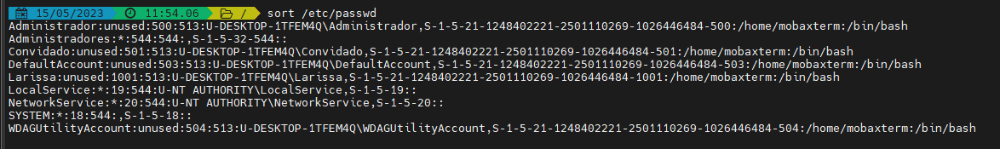 15/05/2023 11:54.06 / sort /etc/passwd
Administrador:unused:500:513:U-DESKTOP-1TFEM4Q\Administrador,S-1-5-21-1248402221-2501110269-1026446484-500:/home/mobaxterm:/bin/bash
Administradores:*:544:544:,S-1-5-32-544::
Convidado:unused:501:513:U-DESKTOP-1TFEM4Q\Convidado,S-1-5-21-1248402221-2501110269-1026446484-501:/home/mobaxterm:/bin/bash
DefaultAccount:unused:503:513:U-DESKTOP-1TFEM4Q\DefaultAccount,S-1-5-21-1248402221-2501110269-1026446484-503:/home/mobaxterm:/bin/bash
Larissa:unused:1001:513:U-DESKTOP-1TFEM4Q\Larissa,S-1-5-21-1248402221-2501110269-1026446484-1001:/home/mobaxterm:/bin/bash
LocalService:*:19:544:U-NT AUTHORITY\LocalService,S-1-5-19::
NetworkService:*:20:544:U-NT AUTHORITY\NetworkService,S-1-5-20::
SYSTEM:*:18:544:,S-1-5-18::
WDAGUtilityAccount:unused:504:513:U-DESKTOP-1TFEM4Q\WDAGUtilityAccount,S-1-5-21-1248402221-2501110269-1026446484-504:/home/mobaxterm:/bin/bash